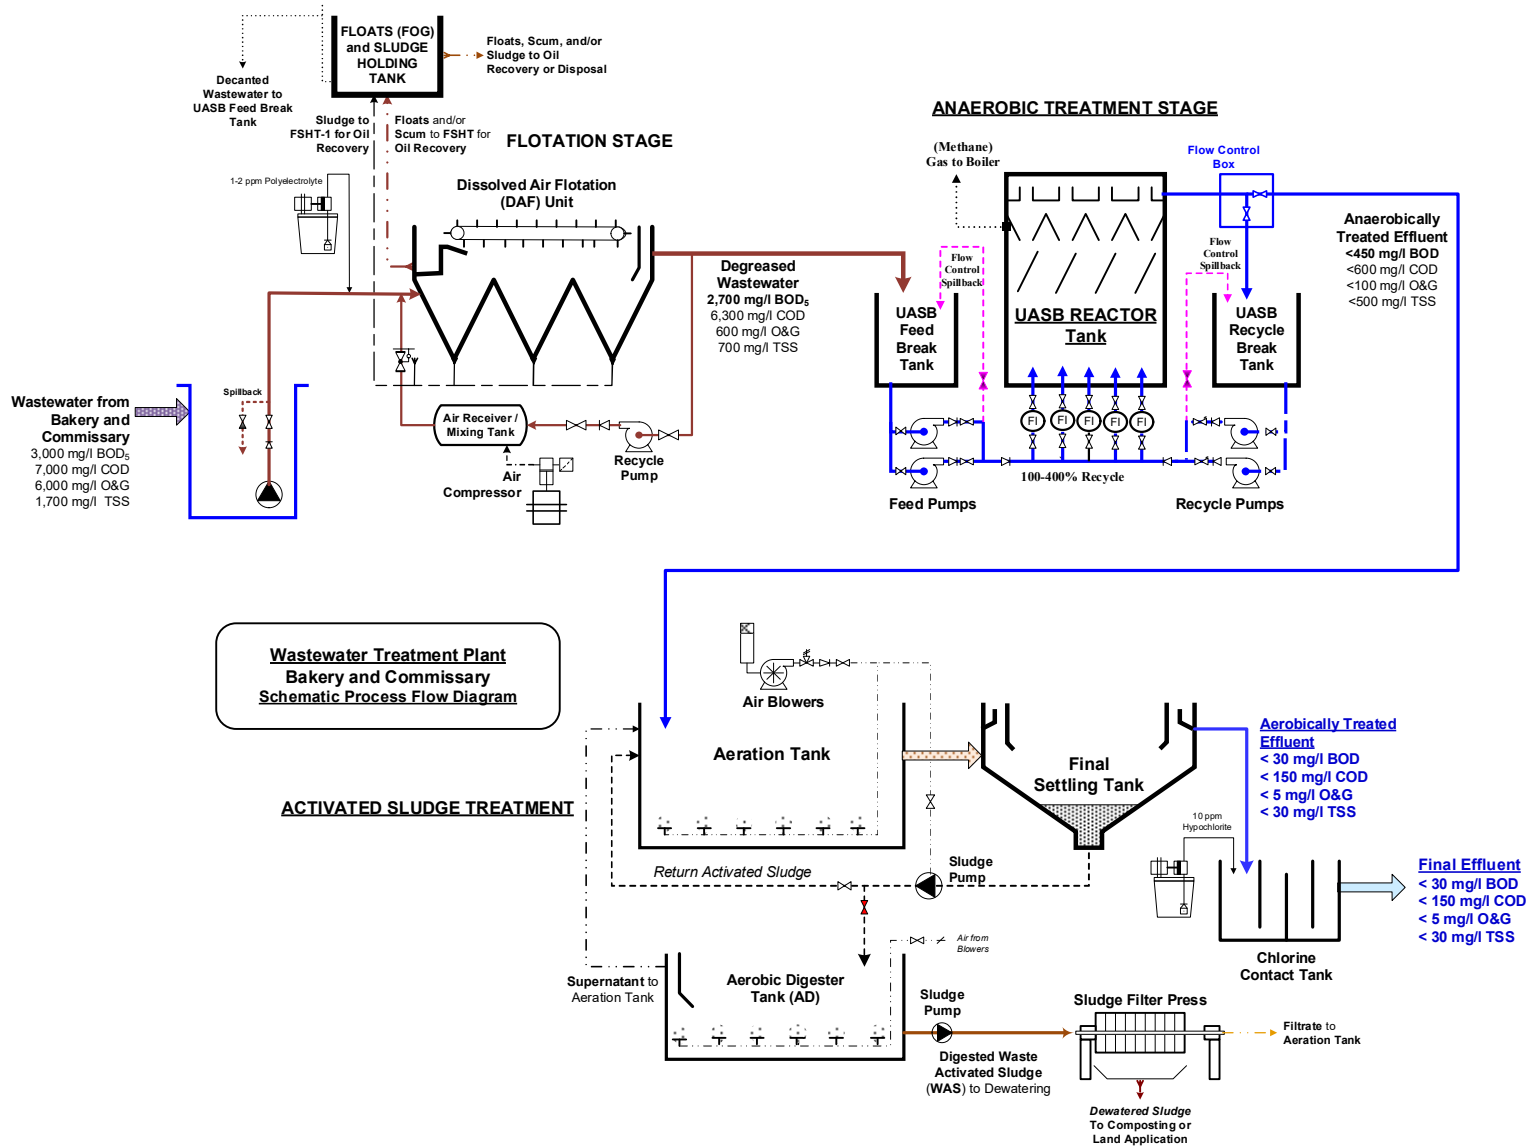 FLOATS (FOG)
and SLUDGE
HOLDING
TANK
Floats, Scum, and/or
Sludge to Oil
Recovery or Disposal
Decanted
Wastewater to
UASB Feed Break
Tank
Sludge to
FSHT-1 for Oil
Recovery
Floats and/or
Scum to FSHT for
Oil Recovery
FLOTATION STAGE
1-2 ppm Polyelectrolyte
Dissolved Air Flotation
(DAF) Unit
Degreased
Wastewater
2,700 mg/l BOD5
6,300 mg/l COD
600 mg/l O&G
700 mg/l TSS
Spillback
Wastewater from
Bakery and
Commissary
3,000 mg/l BOD5
7,000 mg/l COD
6,000 mg/l O&G
1,700 mg/l TSS
Air Receiver /
Mixing Tank
Recycle
Pump
Air
Compressor
ANAEROBIC TREATMENT STAGE
(Methane)
Gas to Boiler
Flow Control
Box
Flow
Control
Spillback
UASB
Feed
Break
Tank
UASB REACTOR
Tank
Flow
Control
Spillback
UASB
Recycle
Break
Tank
Anaerobically
Treated Effluent
<450 mg/l BOD
<600 mg/l COD
<100 mg/l O&G
<500 mg/l TSS
FI
FI
FI
FI
FI
100-400% Recycle
Feed Pumps
Recycle Pumps
Wastewater Treatment Plant
Bakery and Commissary
Schematic Process Flow Diagram
Air Blowers
Aeration Tank
Final
Settling Tank
Aerobically Treated
Effluent
< 30 mg/l BOD
< 150 mg/l COD
< 5 mg/l O&G
< 30 mg/l TSS
ACTIVATED SLUDGE TREATMENT
10 ppm
Hypochlorite
Return Activated Sludge
Sludge
Pump
Final Effluent
< 30 mg/l BOD
< 150 mg/l COD
< 5 mg/l O&G
< 30 mg/l TSS
Chlorine
Contact Tank
Air from
Blowers
Supernatant to
Aeration Tank
Aerobic Digester
Tank (AD)
Sludge
Pump
Digested Waste
Activated Sludge
(WAS) to Dewatering
Sludge Filter Press
Filtrate to
Aeration Tank
Dewatered Sludge
To Composting or
Land Application